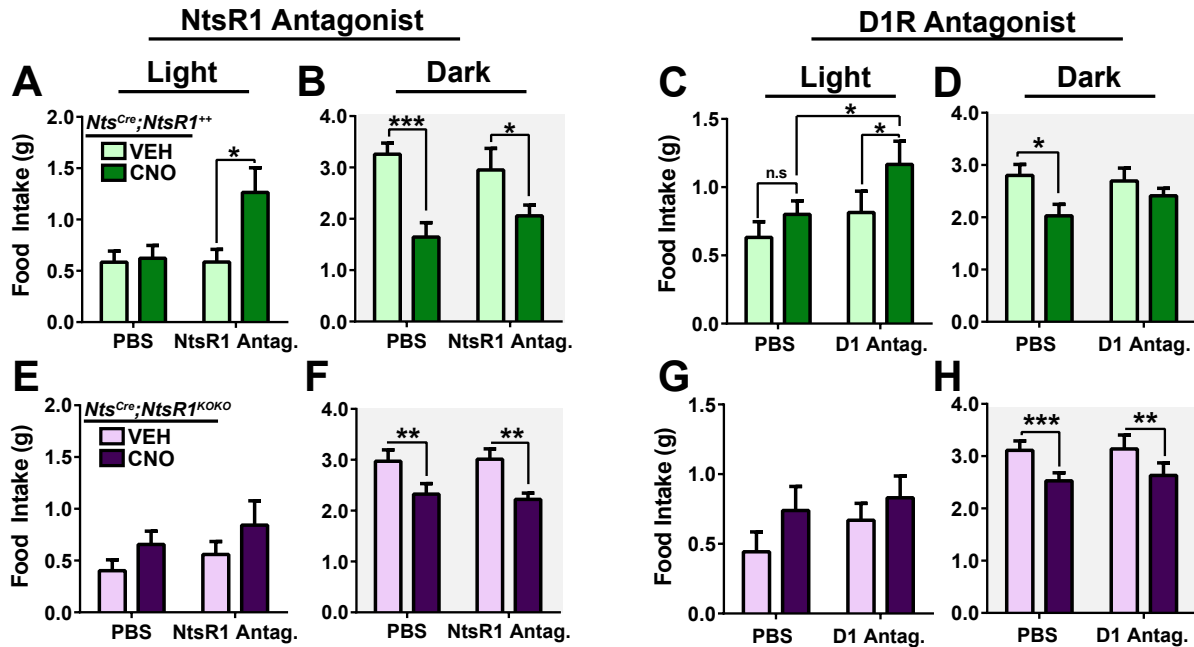 NtsR1 Antagonist
D1R Antagonist
A
Light
B
Dark
C
Light
D
Dark
Nts^Cre;NtsR1^++
VEH
CNO
Food Intake (g)
2.0
1.5
1.0
0.5
0.0
*
PBS
NtsR1 Antag.
4.0
3.0
2.0
1.0
0.0
***
*
PBS
NtsR1 Antag.
Food Intake (g)
1.5
1.0
0.5
0.0
n.s
*
*
PBS
D1 Antag.
4.0
3.0
2.0
1.0
0.0
*
PBS
D1 Antag.
E
F
G
H
Nts^Cre;NtsR1^KOKO
VEH
CNO
Food Intake (g)
2.0
1.5
1.0
0.5
0.0
PBS
NtsR1 Antag.
4.0
3.0
2.0
1.0
0.0
**
**
PBS
NtsR1 Antag.
Food Intake (g)
1.5
1.0
0.5
0.0
PBS
D1 Antag.
4.0
3.0
2.0
1.0
0.0
***
**
PBS
D1 Antag.